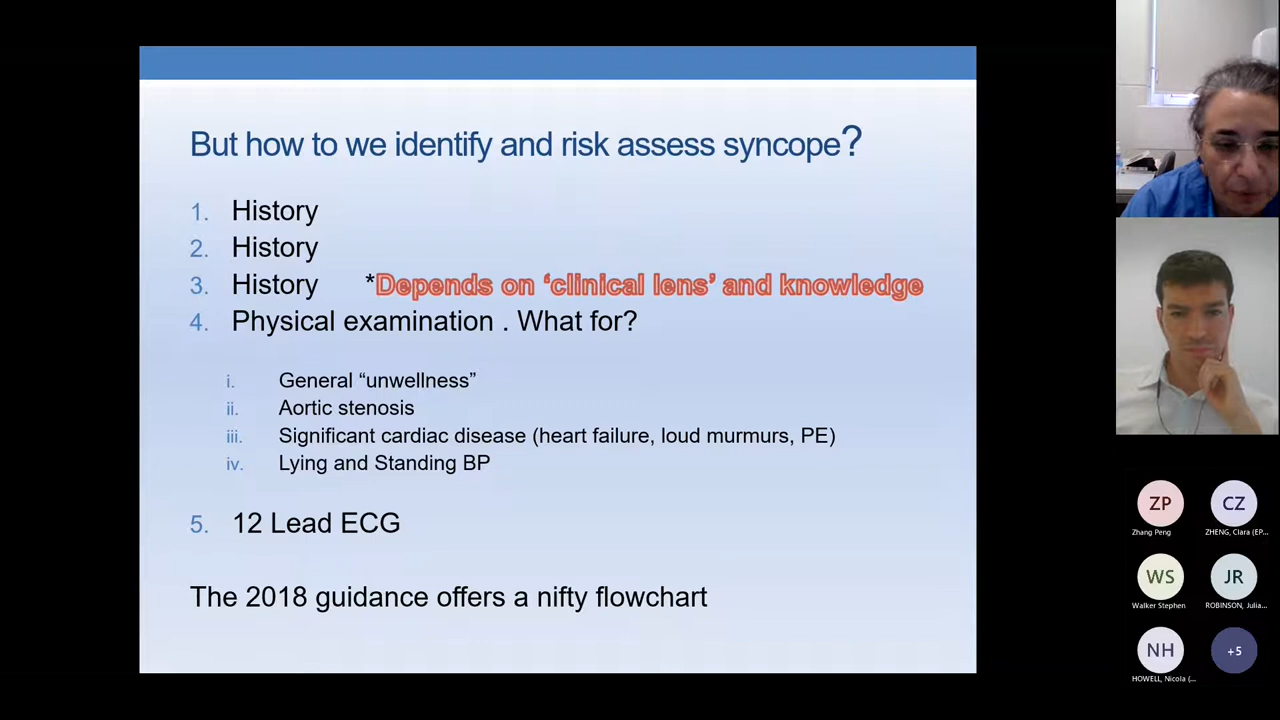 But how to we identify and risk assess syncope?
1. History
2. History
3. History *Depends on ‘clinical lens’ and knowledge
4. Physical examination . What for?
i. General “unwellness”
ii. Aortic stenosis
iii. Significant cardiac disease (heart failure, loud murmurs, PE)
iv. Lying and Standing BP
5. 12 Lead ECG
The 2018 guidance offers a nifty flowchart
ZP CZ
Zhang Peng ZHENG, Clara (EP...
WS JR
Walker Stephen ROBINSON, Julia...
NH +5
HOWELL, Nicola (...